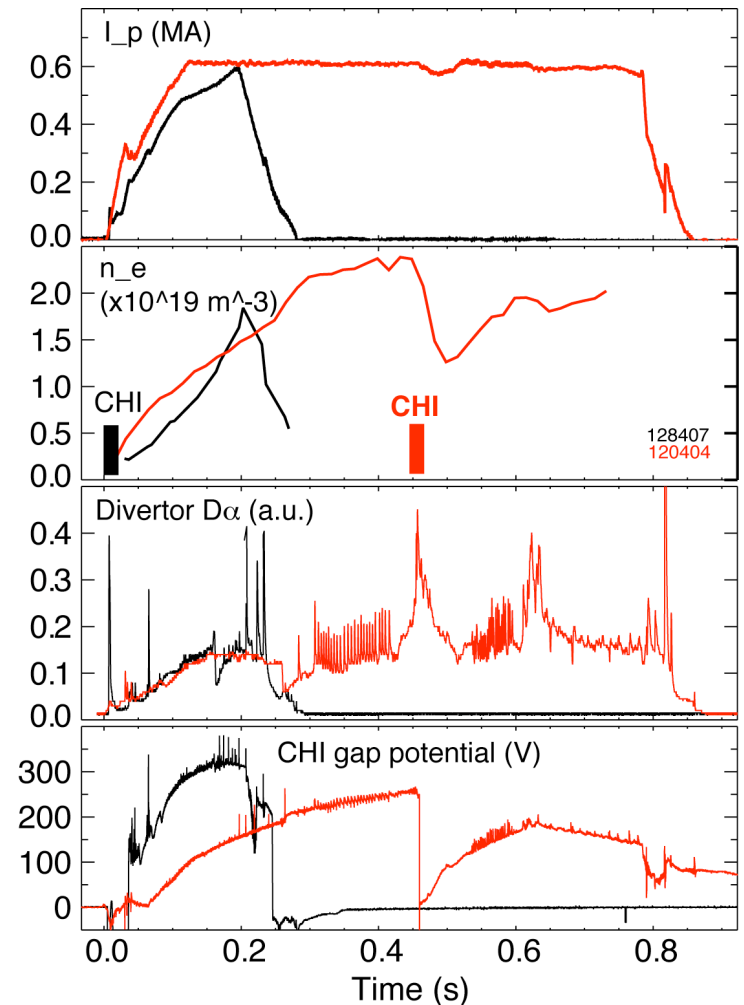 I_p (MA)
0.6
0.4
0.2
0.0
n_e
(x10^19 m^-3)
2.0
1.5
1.0
0.5
0.0
CHI
CHI
128407
120404
Divertor Dα (a.u.)
0.4
0.3
0.2
0.1
0.0
CHI gap potential (V)
300
200
100
0
0.0 0.2 0.4 0.6 0.8
Time (s)